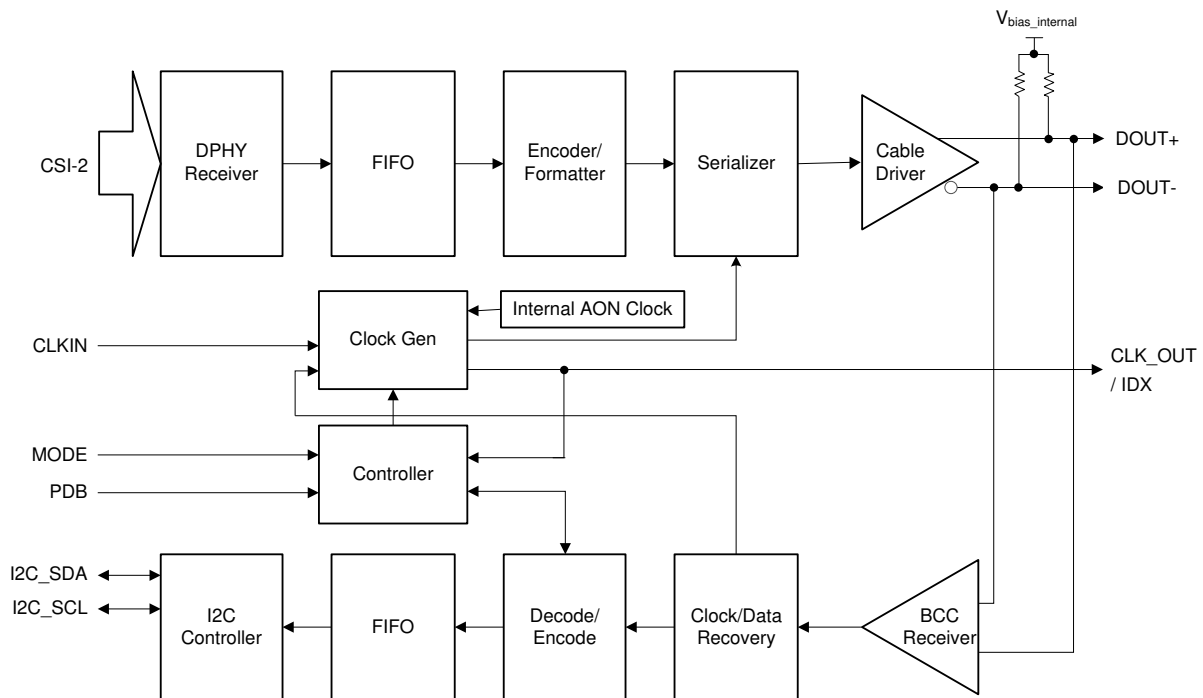 Vbias_internal
CSI-2
DPHY
Receiver
FIFO
Encoder/
Formatter
Serializer
Cable
Driver
DOUT+
DOUT-
Internal AON Clock
CLKIN
Clock Gen
CLK_OUT
/ IDX
MODE
PDB
Controller
I2C_SDA
I2C_SCL
I2C
Controller
FIFO
Decode/
Encode
Clock/Data
Recovery
BCC
Receiver